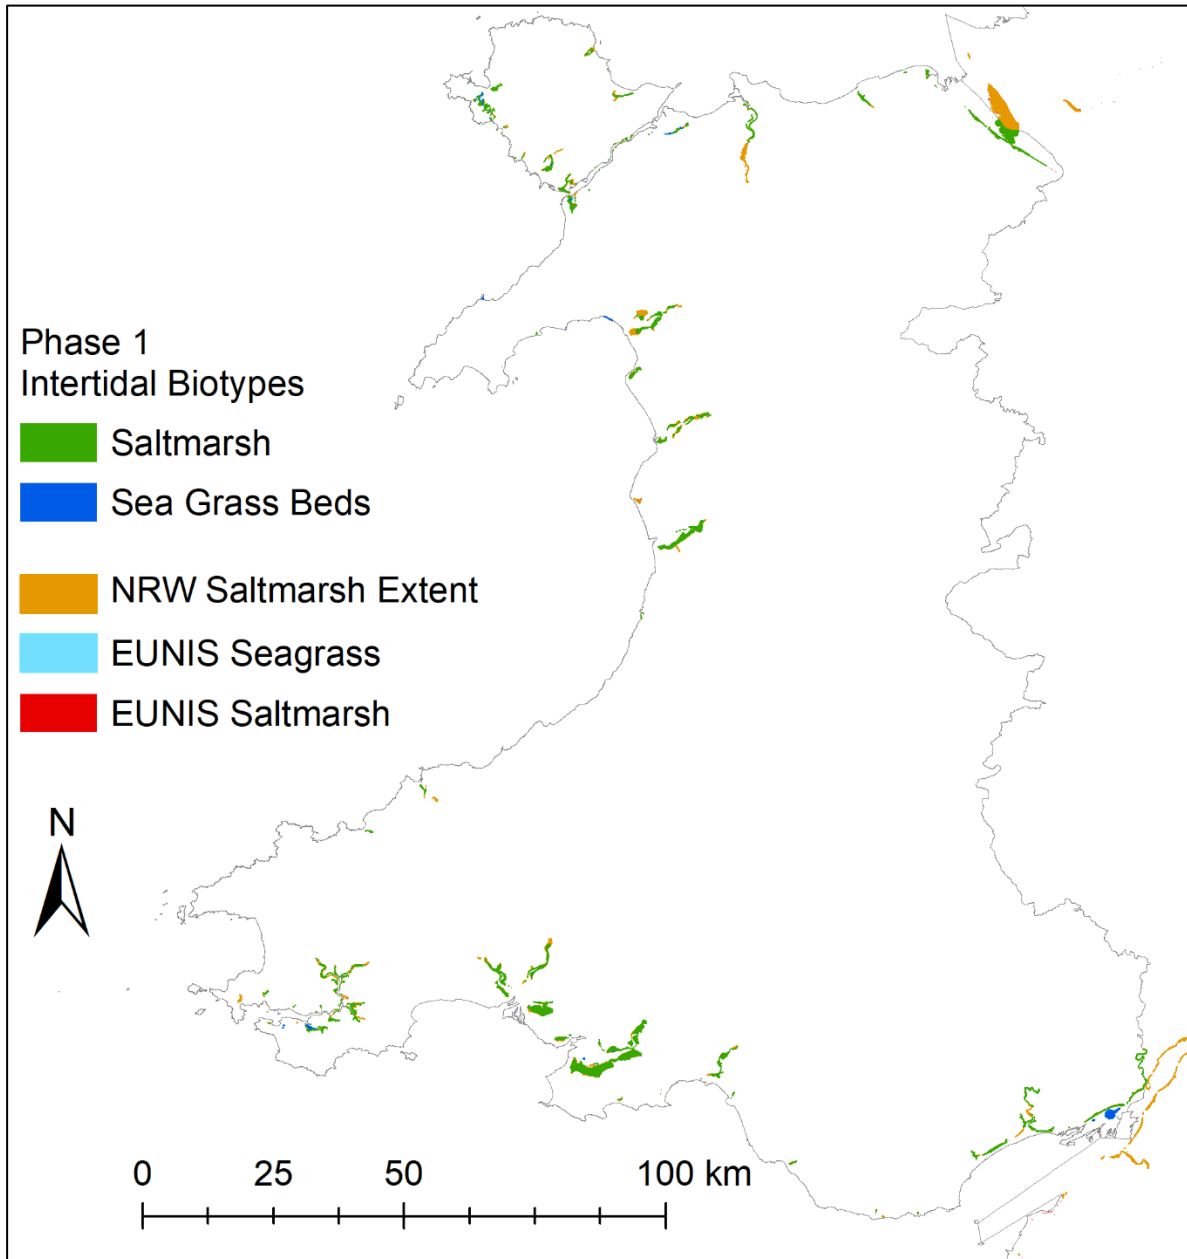 Phase 1
Intertidal Biotypes
Saltmarsh
Sea Grass Beds
NRW Saltmarsh Extent
EUNIS Seagrass
EUNIS Saltmarsh
N
0 25 50 100 km